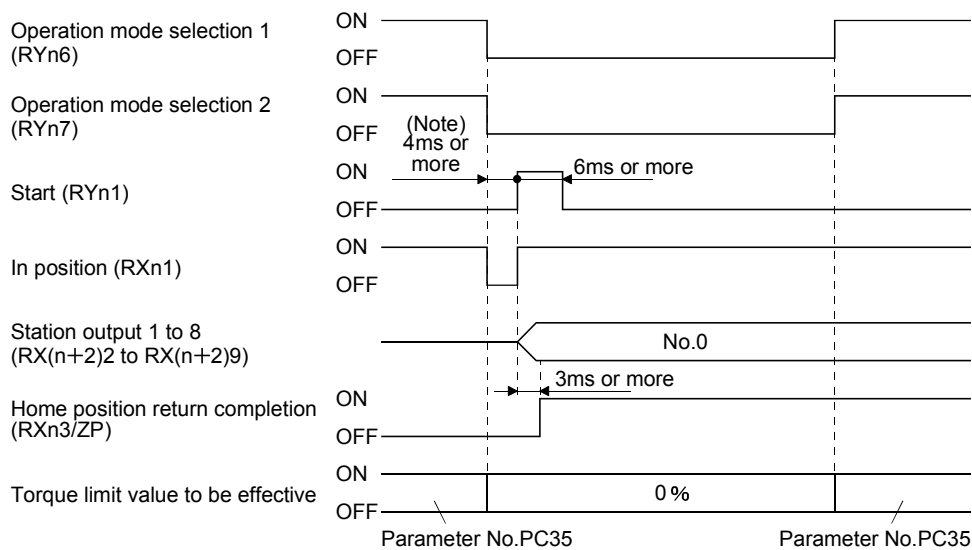 Operation mode selection 1
(RYn6)
ON
OFF
Operation mode selection 2
(RYn7)
ON
OFF
(Note)
4ms or
more
Start (RYn1)
ON
OFF
6ms or more
In position (RXn1)
ON
OFF
Station output 1 to 8
(RX(n+2)2 to RX(n+2)9)
No.0
3ms or more
Home position return completion
(RXn3/ZP)
ON
OFF
Torque limit value to be effective
ON
OFF
0%
Parameter No.PC35
Parameter No.PC35